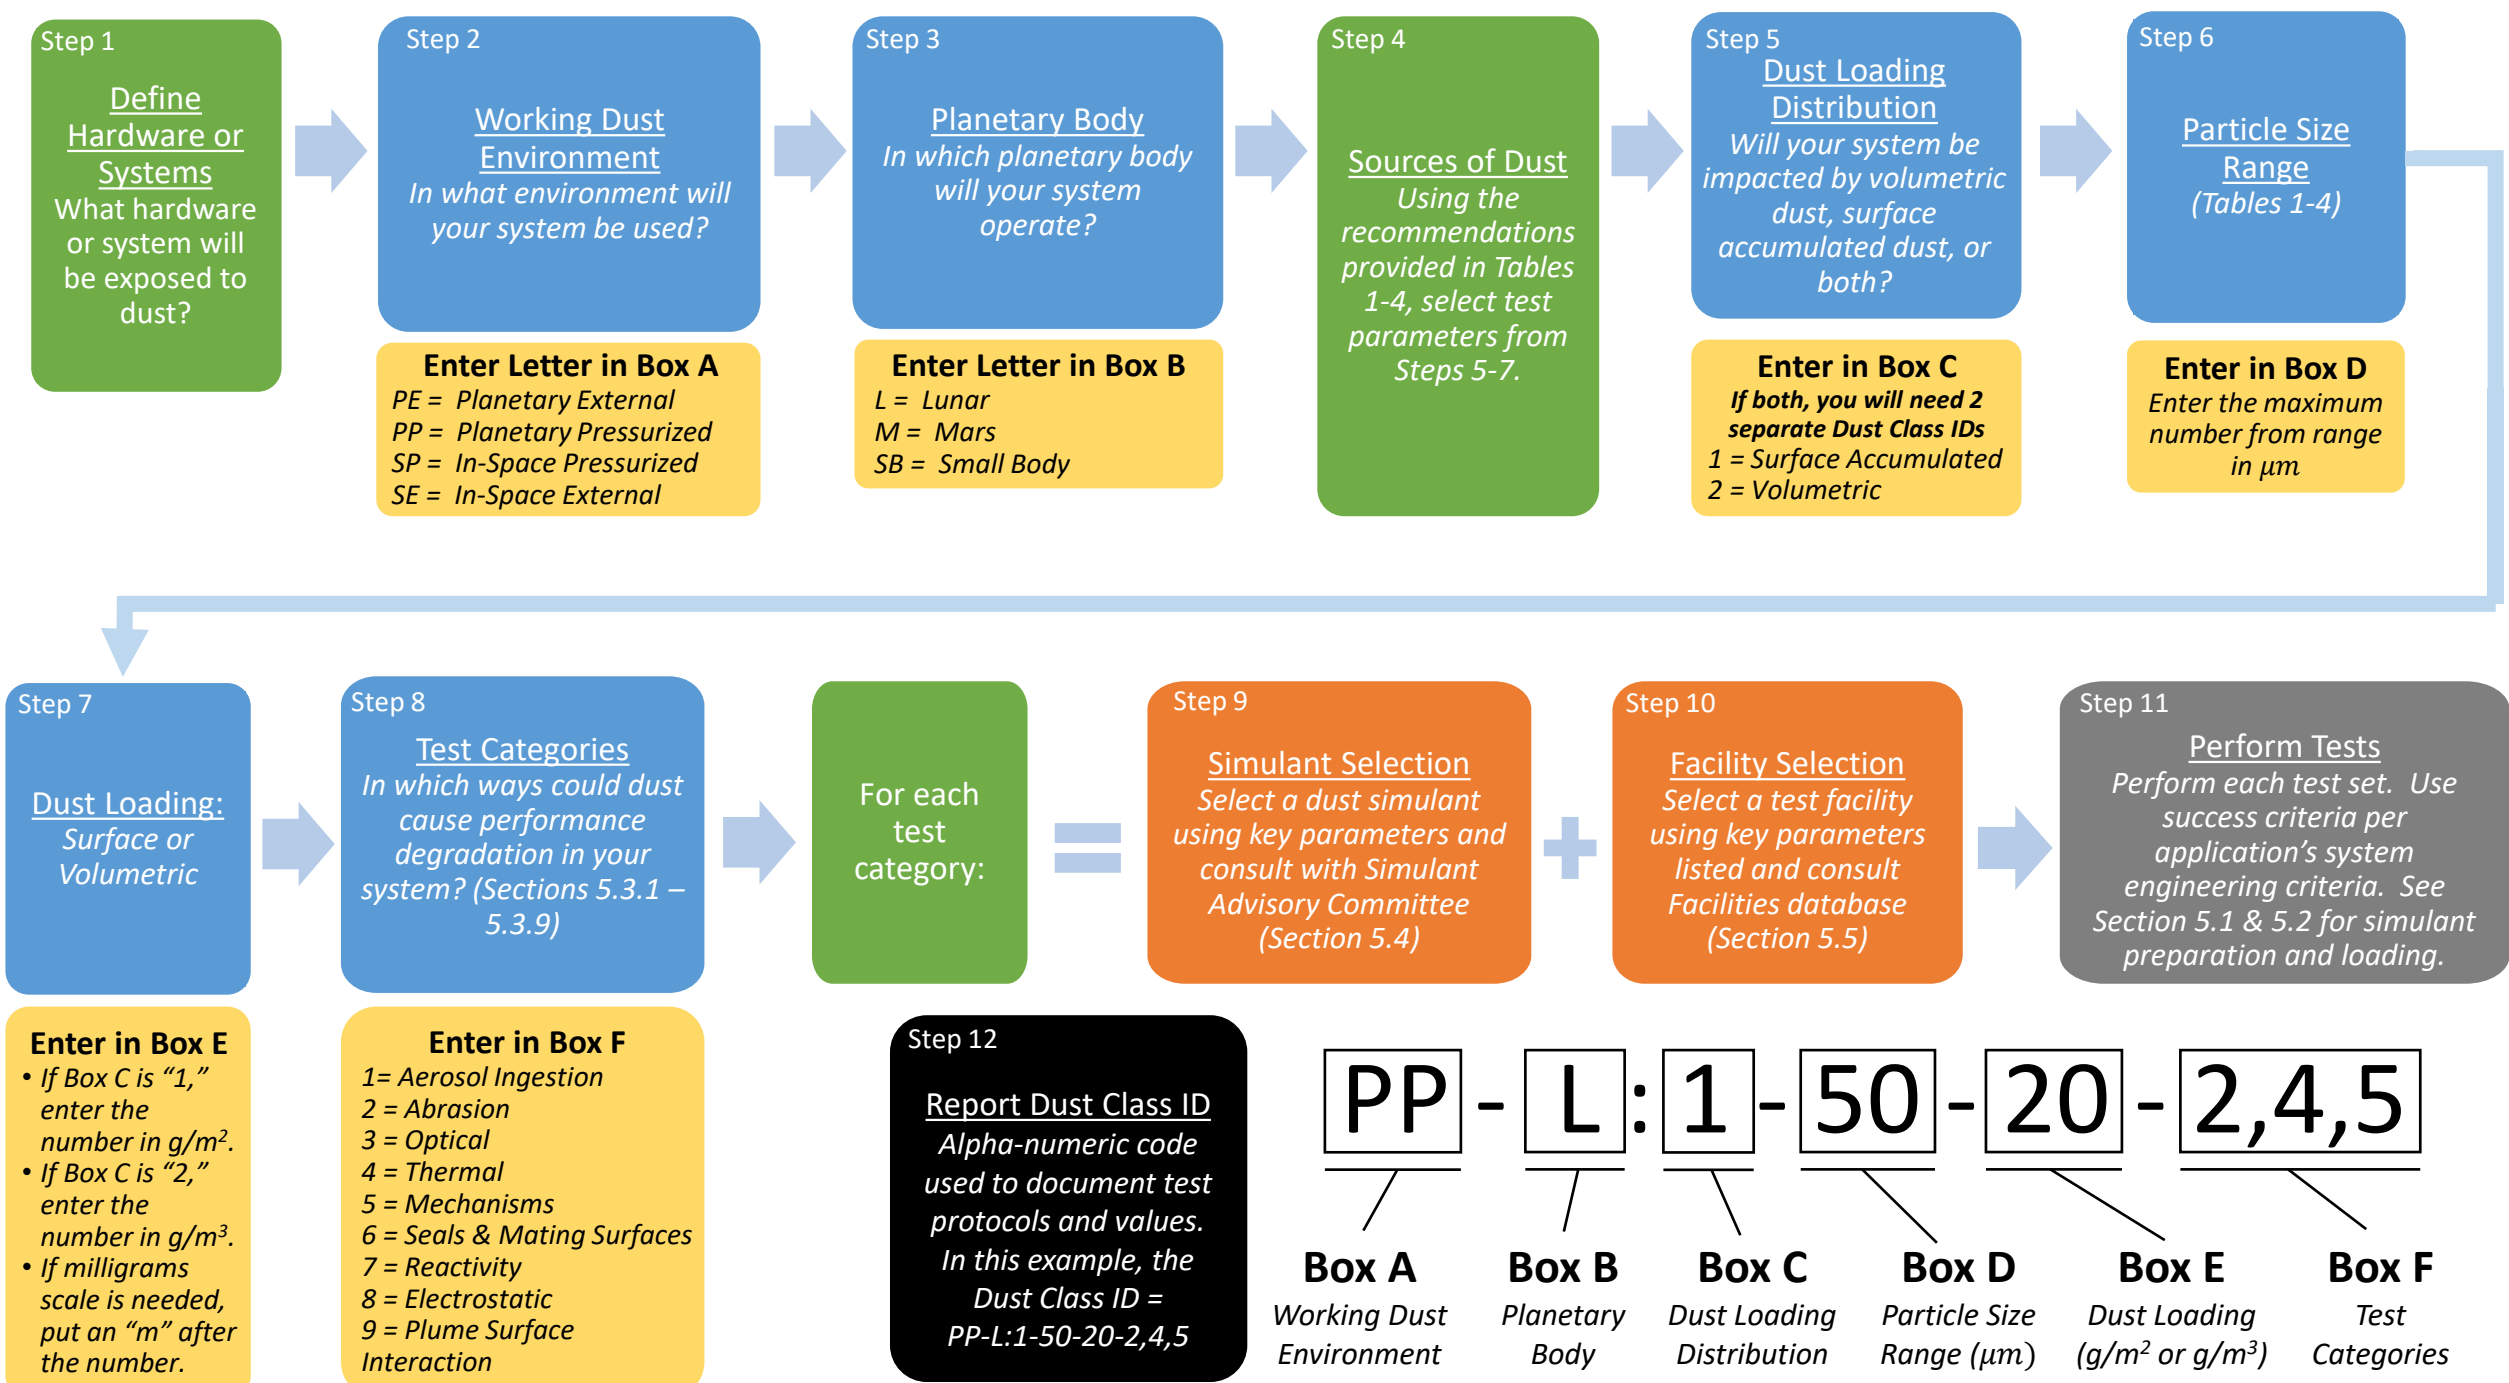 Step 1
Define
Hardware or
Systems
What hardware
or system will
be exposed to
dust?
Step 2
Working Dust
Environment
In what environment will
your system be used?
Enter Letter in Box A
PE = Planetary External
PP = Planetary Pressurized
SP = In-Space Pressurized
SE = In-Space External
Step 3
Planetary Body
In which planetary body
will your system
operate?
Enter Letter in Box B
L = Lunar
M = Mars
SB = Small Body
Step 4
Sources of Dust
Using the
recommendations
provided in Tables
1-4, select test
parameters from
Steps 5-7.
Step 5
Dust Loading
Distribution
Will your system be
impacted by volumetric
dust, surface
accumulated dust, or
both?
Enter in Box C
If both, you will need 2
separate Dust Class IDs
1 = Surface Accumulated
2 = Volumetric
Step 6
Particle Size
Range
(Tables 1-4)
Enter in Box D
Enter the maximum
number from range
in μm
Step 7
Dust Loading:
Surface or
Volumetric
Enter in Box E
• If Box C is “1,”
enter the
number in g/m².
• If Box C is “2,”
enter the
number in g/m³.
• If milligrams
scale is needed,
put an “m” after
the number.
Step 8
Test Categories
In which ways could dust
cause performance
degradation in your
system? (Sections 5.3.1 –
5.3.9)
Enter in Box F
1= Aerosol Ingestion
2 = Abrasion
3 = Optical
4 = Thermal
5 = Mechanisms
6 = Seals & Mating Surfaces
7 = Reactivity
8 = Electrostatic
9 = Plume Surface
Interaction
For each
test
category:
Step 9
Simulant Selection
Select a dust simulant
using key parameters and
consult with Simulant
Advisory Committee
(Section 5.4)
Step 10
Facility Selection
Select a test facility
using key parameters
listed and consult
Facilities database
(Section 5.5)
Step 11
Perform Tests
Perform each test set. Use
success criteria per
application’s system
engineering criteria. See
Section 5.1 & 5.2 for simulant
preparation and loading.
Step 12
Report Dust Class ID
Alpha-numeric code
used to document test
protocols and values.
In this example, the
Dust Class ID =
PP-L:1-50-20-2,4,5
PP - L : 1 - 50 - 20 - 2,4,5
Box A
Working Dust
Environment
Box B
Planetary
Body
Box C
Dust Loading
Distribution
Box D
Particle Size
Range (μm)
Box E
Dust Loading
(g/m² or g/m³)
Box F
Test
Categories